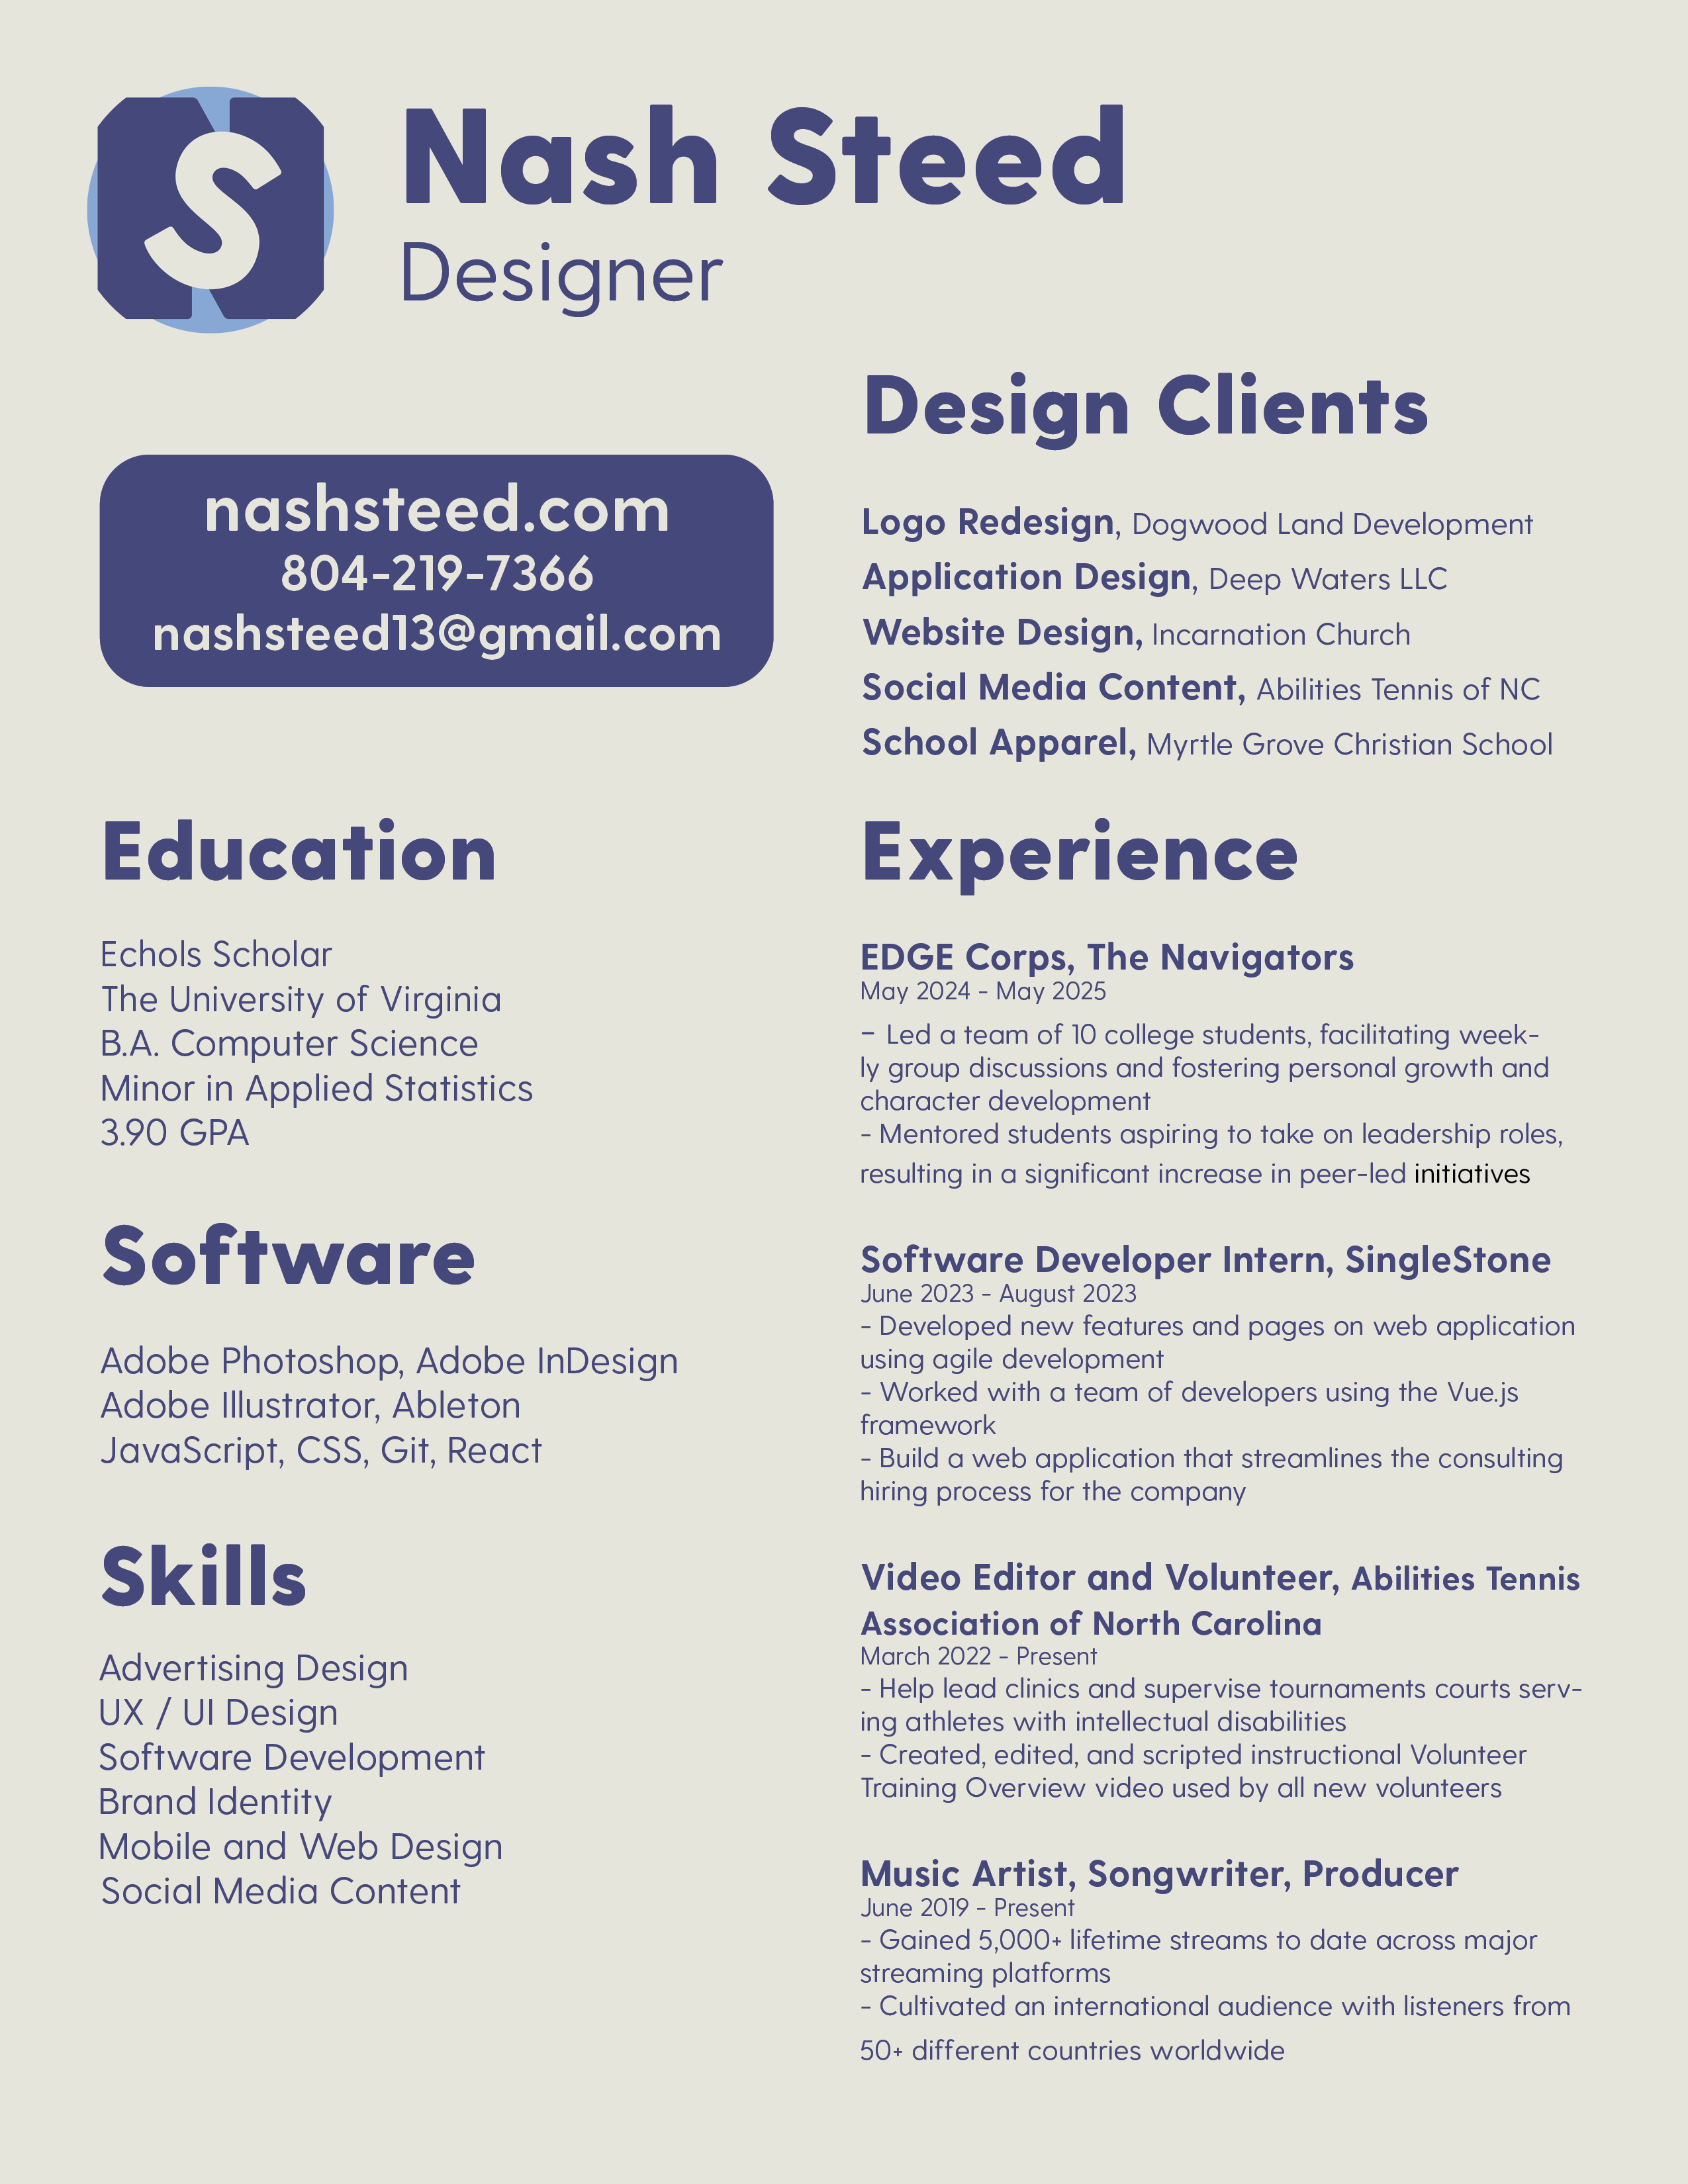 Nash Steed
Designer
nashsteed.com
804-219-7366
nashsteed13@gmail.com
Education
Echols Scholar
The University of Virginia
B.A. Computer Science
Minor in Applied Statistics
3.90 GPA
Software
Adobe Photoshop, Adobe InDesign
Adobe Illustrator, Ableton
JavaScript, CSS, Git, React
Skills
Advertising Design
UX / UI Design
Software Development
Brand Identity
Mobile and Web Design
Social Media Content
Design Clients
Logo Redesign, Dogwood Land Development
Application Design, Deep Waters LLC
Website Design, Incarnation Church
Social Media Content, Abilities Tennis of NC
School Apparel, Myrtle Grove Christian School
Experience
EDGE Corps, The Navigators
May 2024 - May 2025
- Led a team of 10 college students, facilitating week-
ly group discussions and fostering personal growth and
character development
- Mentored students aspiring to take on leadership roles,
resulting in a significant increase in peer-led initiatives
Software Developer Intern, SingleStone
June 2023 - August 2023
- Developed new features and pages on web application
using agile development
- Worked with a team of developers using the Vue.js
framework
- Build a web application that streamlines the consulting
hiring process for the company
Video Editor and Volunteer, Abilities Tennis
Association of North Carolina
March 2022 - Present
- Help lead clinics and supervise tournaments courts serv-
ing athletes with intellectual disabilities
- Created, edited, and scripted instructional Volunteer
Training Overview video used by all new volunteers
Music Artist, Songwriter, Producer
June 2019 - Present
- Gained 5,000+ lifetime streams to date across major
streaming platforms
- Cultivated an international audience with listeners from
50+ different countries worldwide